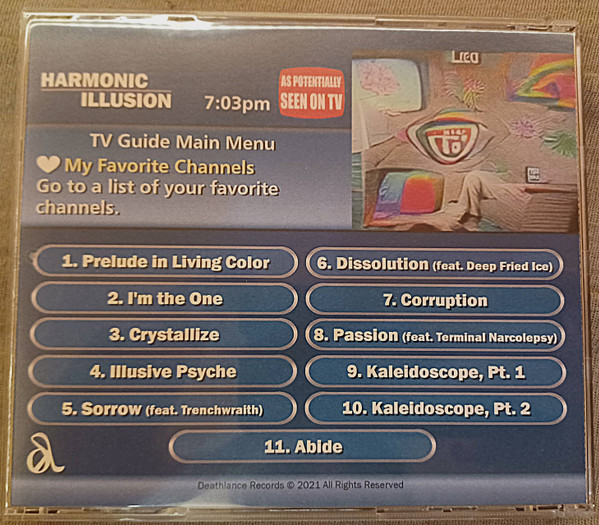 HARMONIC
ILLUSION
7:03pm
AS POTENTIALLY
SEEN ON TV
TV Guide Main Menu
My Favorite Channels
Go to a list of your favorite
channels.
1. Prelude in Living Color
2. I'm the One
3. Crystallize
4. Illusive Psyche
5. Sorrow (feat. Trenchwraith)
6. Dissolution (feat. Deep Fried Ice)
7. Corruption
8. Passion (feat. Terminal Narcolepsy)
9. Kaleidoscope, Pt. 1
10. Kaleidoscope, Pt. 2
11. Abide
Deathlance Records © 2021 All Rights Reserved